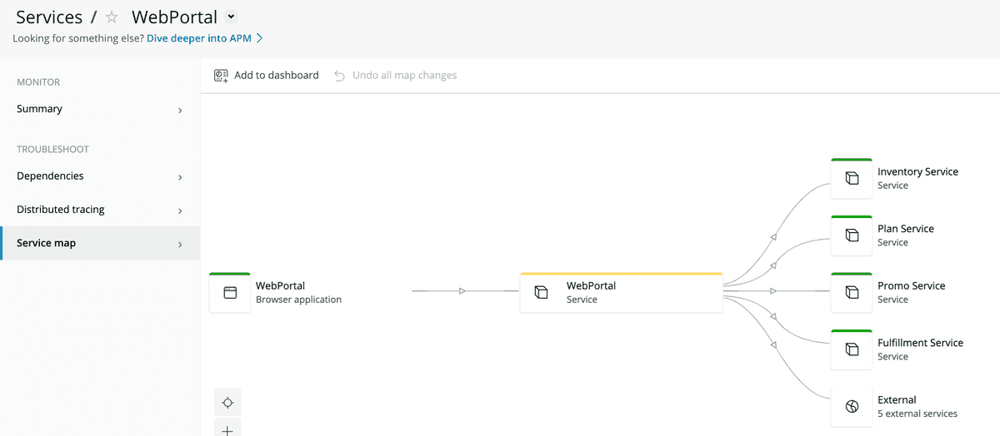 Services / WebPortal
Looking for something else? Dive deeper into APM
MONITOR
Summary
TROUBLESHOOT
Dependencies
Distributed tracing
Service map
Add to dashboard
Undo all map changes
WebPortal
Browser application
WebPortal
Service
Inventory Service
Service
Plan Service
Service
Promo Service
Service
Fulfillment Service
Service
External
5 external services